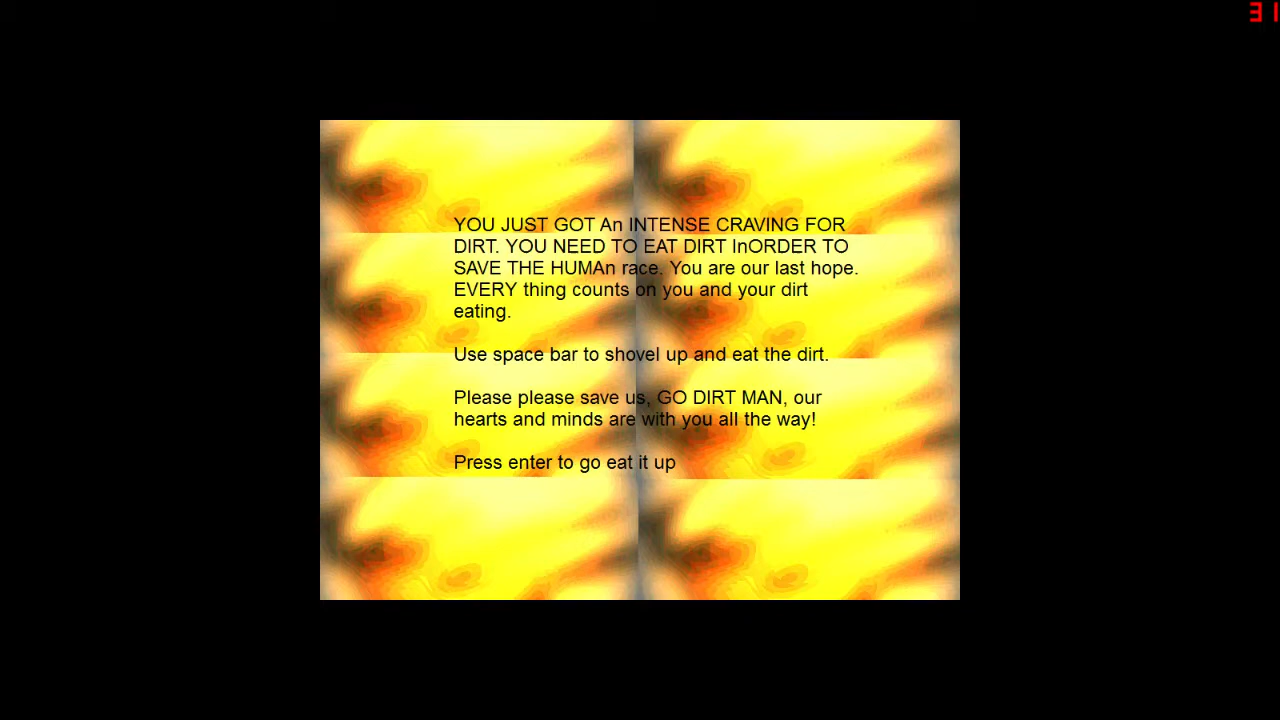 31
YOU JUST GOT An INTENSE CRAVING FOR
DIRT. YOU NEED TO EAT DIRT InORDER TO
SAVE THE HUMAn race. You are our last hope.
EVERY thing counts on you and your dirt
eating.
Use space bar to shovel up and eat the dirt.
Please please save us, GO DIRT MAN, our
hearts and minds are with you all the way!
Press enter to go eat it up